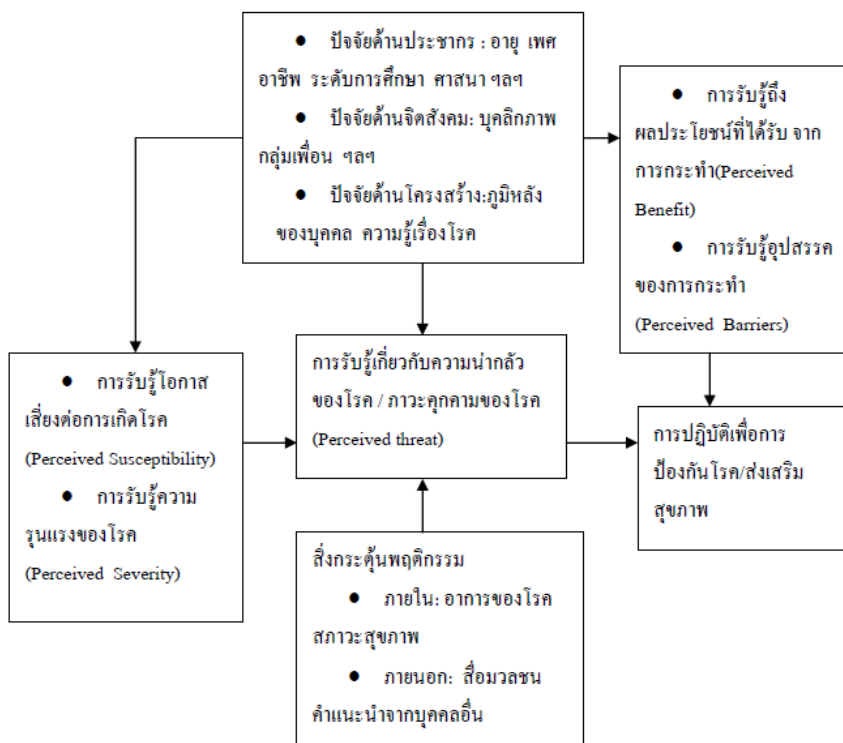 ● ปัจจัยด้านประชากร : อายุ เพศ
อาชีพ ระดับการศึกษา ศาสนา ฯลฯ
● ปัจจัยด้านจิตสังคม: บุคลิกภาพ
กลุ่มเพื่อน ฯลฯ
● ปัจจัยด้านโครงสร้าง:ภูมิหลัง
ของบุคคล ความรู้เรื่องโรค
● การรับรู้ถึง
ผลประโยชน์ที่ได้รับ จาก
การกระทำ(Perceived
Benefit)
● การรับรู้อุปสรรค
ของการกระทำ
(Perceived Barriers)
● การรับรู้โอกาส
เสี่ยงต่อการเกิดโรค
(Perceived Susceptibility)
● การรับรู้ความ
รุนแรงของโรค
(Perceived Severity)
การรับรู้เกี่ยวกับความน่ากลัว
ของโรค / ภาวะคุกคามของโรค
(Perceived threat)
การปฏิบัติเพื่อการ
ป้องกันโรค/ส่งเสริม
สุขภาพ
สิ่งกระตุ้นพฤติกรรม
● ภายใน: อาการของโรค
สภาวะสุขภาพ
● ภายนอก: สื่อมวลชน
คำแนะนำจากบุคคลอื่น